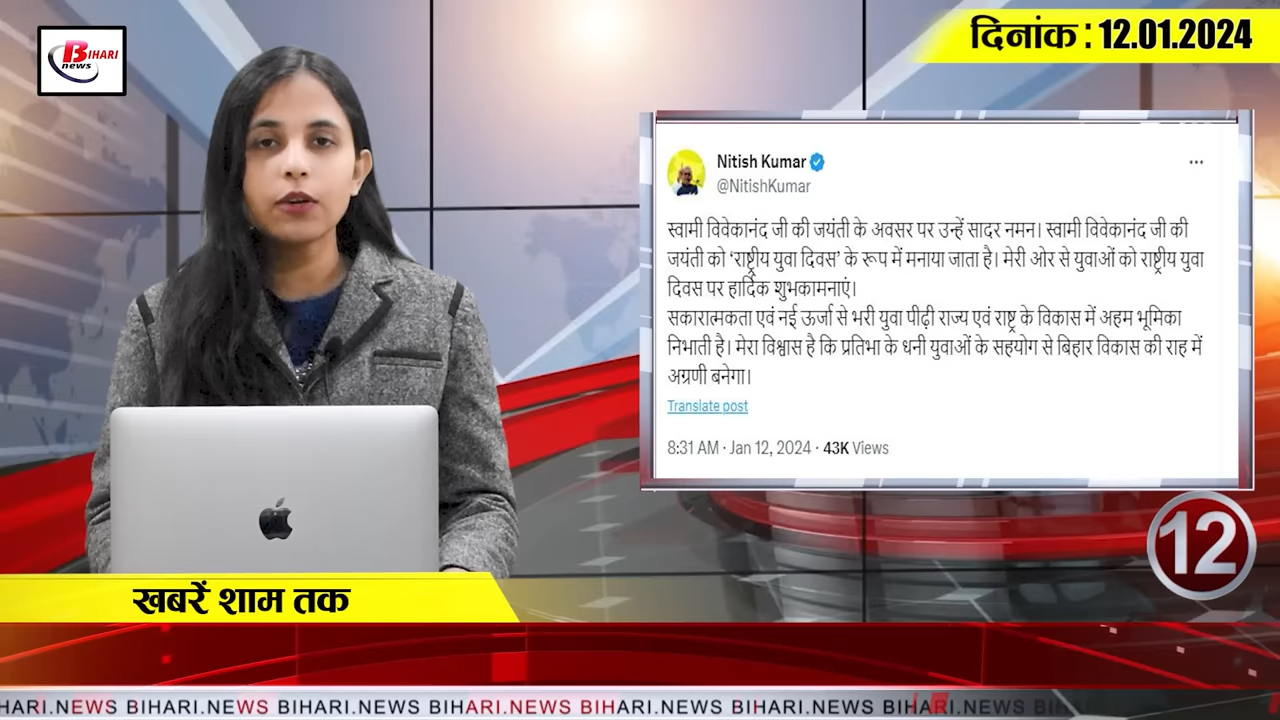 BIHARI
news
दिनांक : 12.01.2024
Nitish Kumar
@NitishKumar
स्वामी विवेकानंद जी की जयंती के अवसर पर उन्हें सादर नमन। स्वामी विवेकानंद जी की
जयंती को ‘राष्ट्रीय युवा दिवस’ के रूप में मनाया जाता है। मेरी ओर से युवाओं को राष्ट्रीय युवा
दिवस पर हार्दिक शुभकामनाएं।
सकारात्मकता एवं नई ऊर्जा से भरी युवा पीढ़ी राज्य एवं राष्ट्र के विकास में अहम भूमिका
निभाती है। मेरा विश्वास है कि प्रतिभा के धनी युवाओं के सहयोग से बिहार विकास की राह में
अग्रणी बनेगा।
Translate post
8:31 AM · Jan 12, 2024 · 43K Views
12
खबरें शाम तक
HARI.NEWS BIHARI.NEWS BIHARI.NEWS BIHARI.NEWS BIHARI.NEWS BIHARI.NEWS BIHARI.NEWS BIH